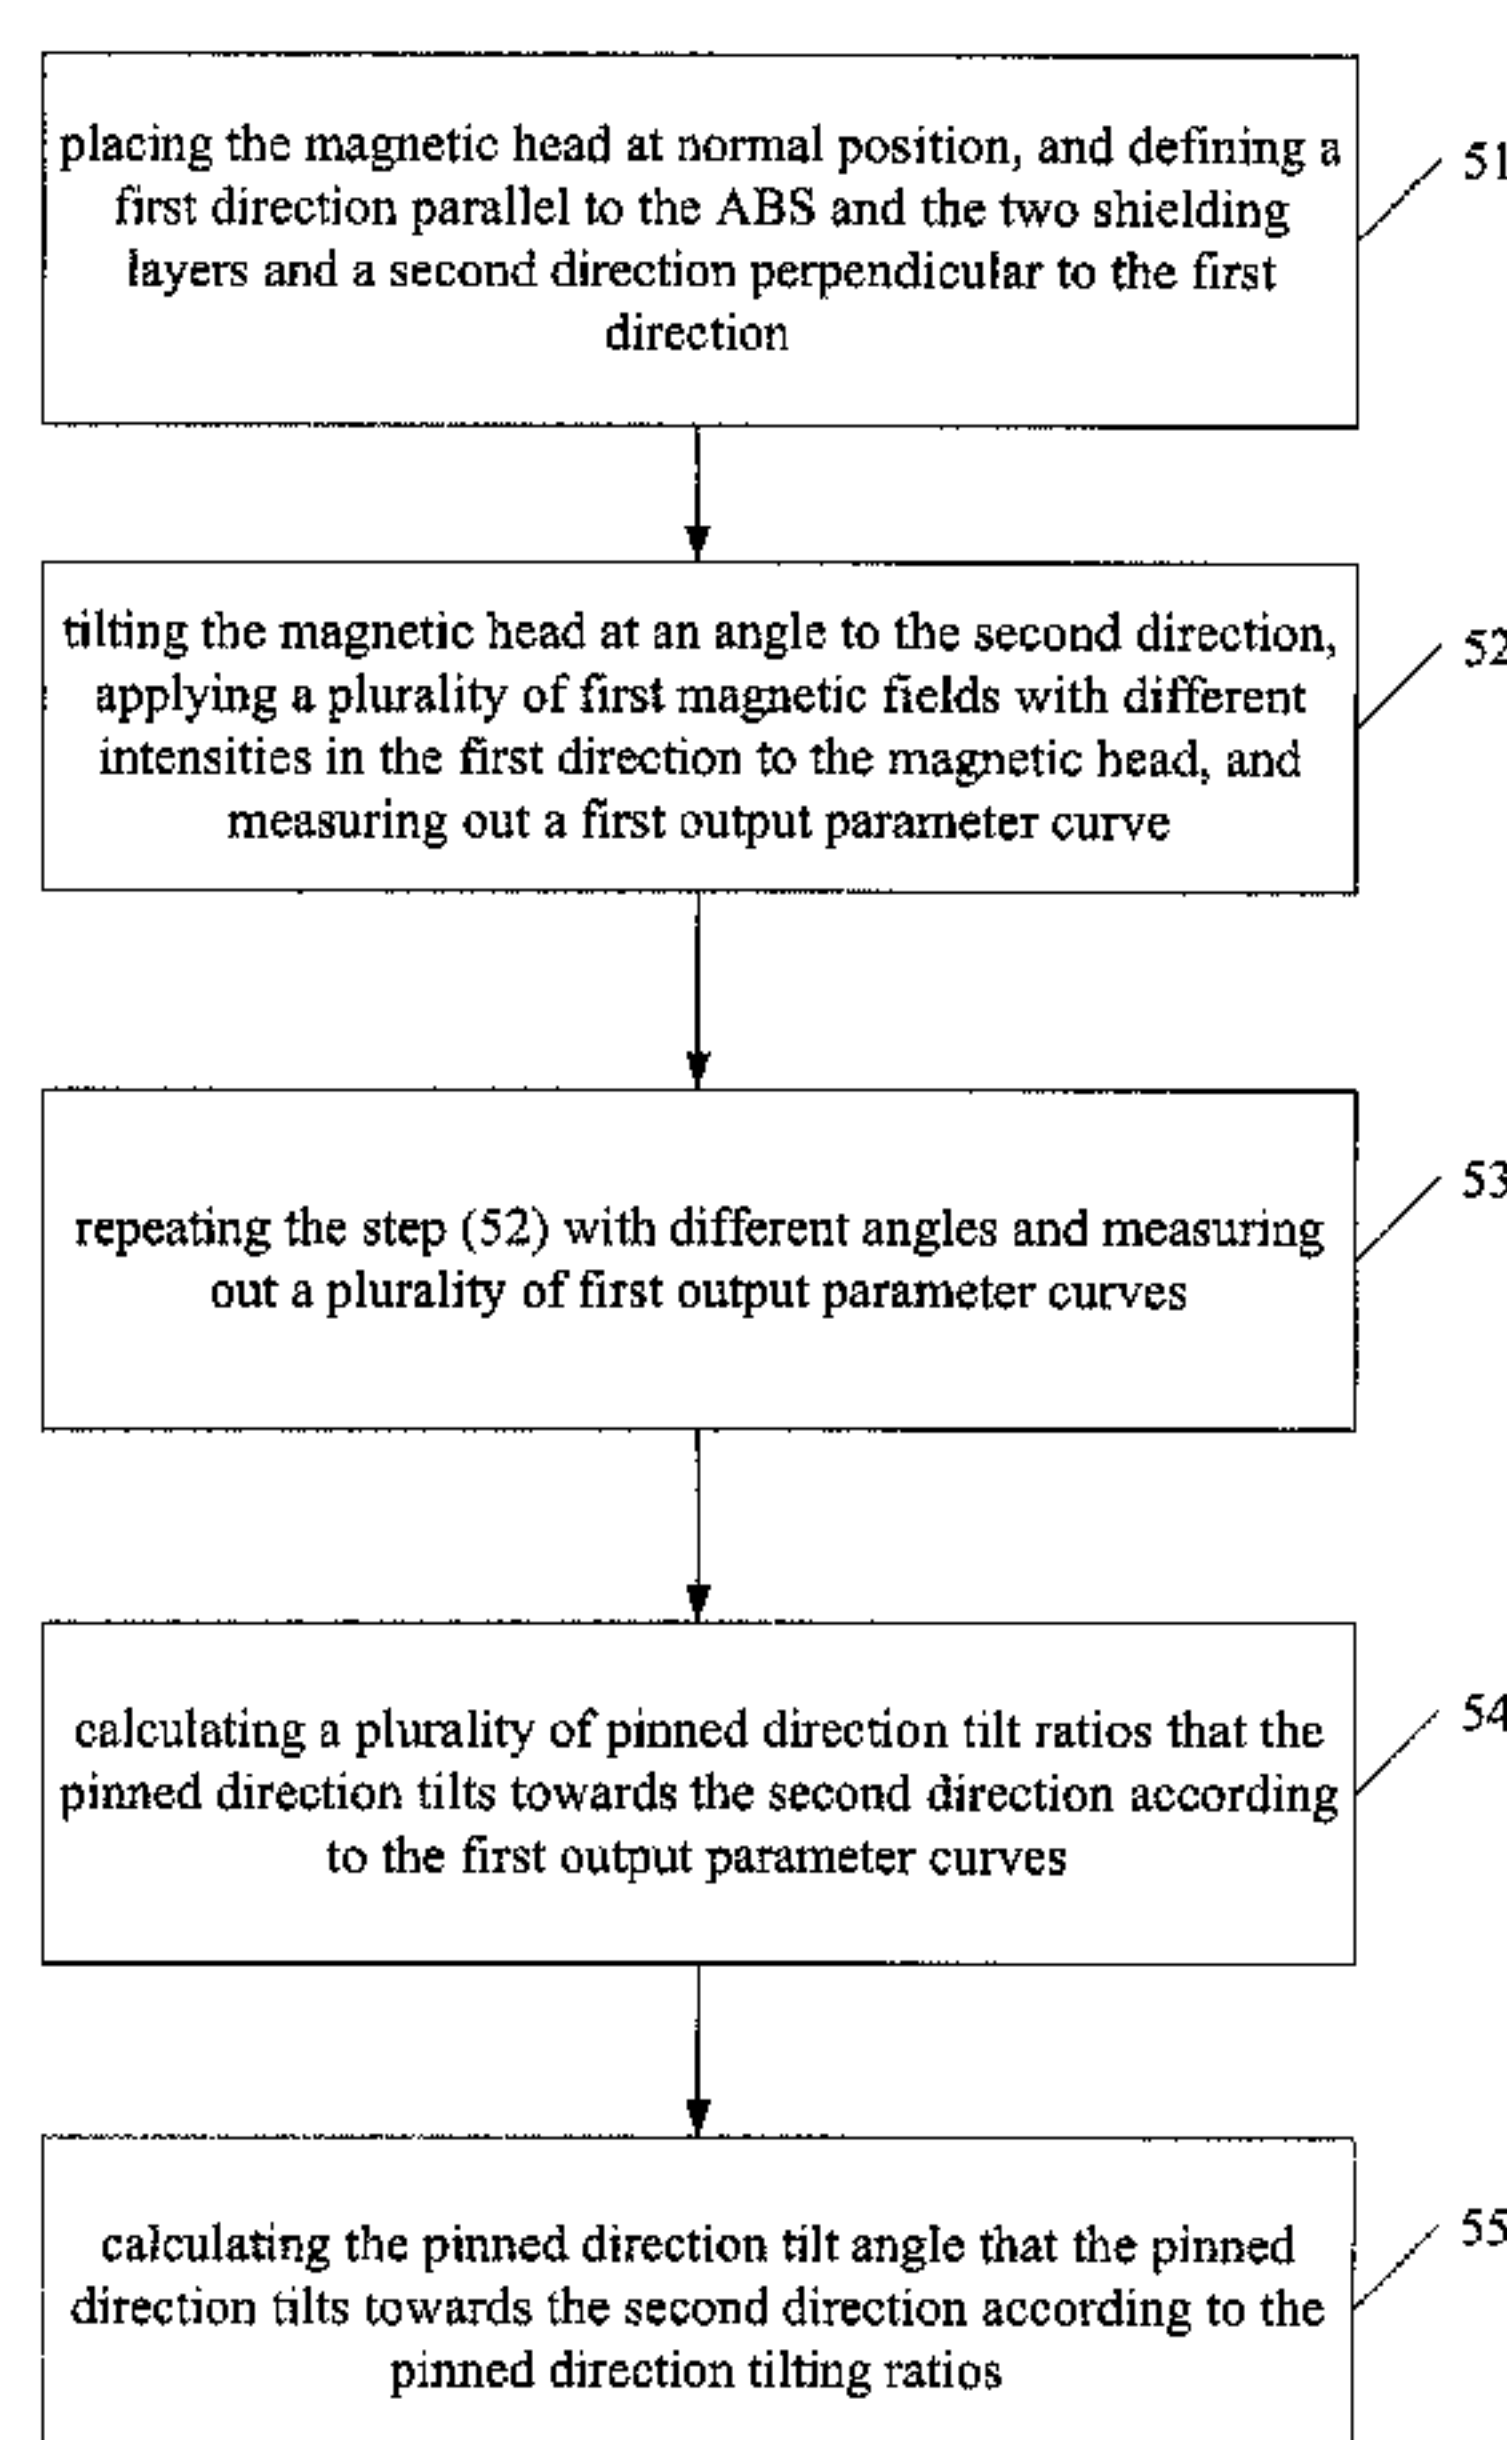 placing the magnetic head at normal position, and defining a
first direction parallel to the ABS and the two shielding
layers and a second direction perpendicular to the first
direction
51
tilting the magnetic head at an angle to the second direction,
applying a plurality of first magnetic fields with different
intensities in the first direction to the magnetic head, and
measuring out a first output parameter curve
52
repeating the step (52) with different angles and measuring
out a plurality of first output parameter curves
53
calculating a plurality of pinned direction tilt ratios that the
pinned direction tilts towards the second direction according
to the first output parameter curves
54
calculating the pinned direction tilt angle that the pinned
direction tilts towards the second direction according to the
pinned direction tilting ratios
55